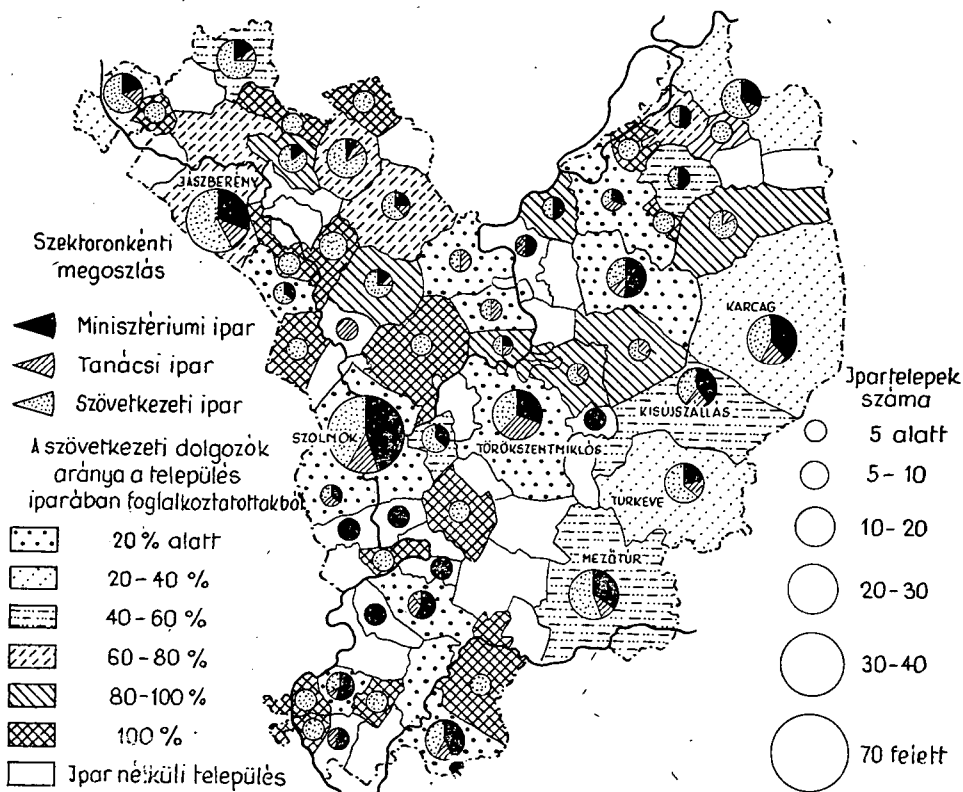 JÁSZBERÉNY
Szektoronkénti
megoszlás
Minisztériumi ipar
Tanácsi ipar
Szövetkezeti ipar
A szövetkezeti dolgozók
aránya a település
iparában foglalkoztatottakból
20 % alatt
20-40 %
40-60 %
60-80 %
80-100 %
100 %
Ipar nélküli település
SZOLNOK
TÖRÖKSZENTMIKLÓS
KARCAG
KISUJSZÁLLÁS
TURKEVE
MEZŐTUR
Ipartelepek
száma
5 alatt
5-10
10-20
20-30
30-40
70 felett